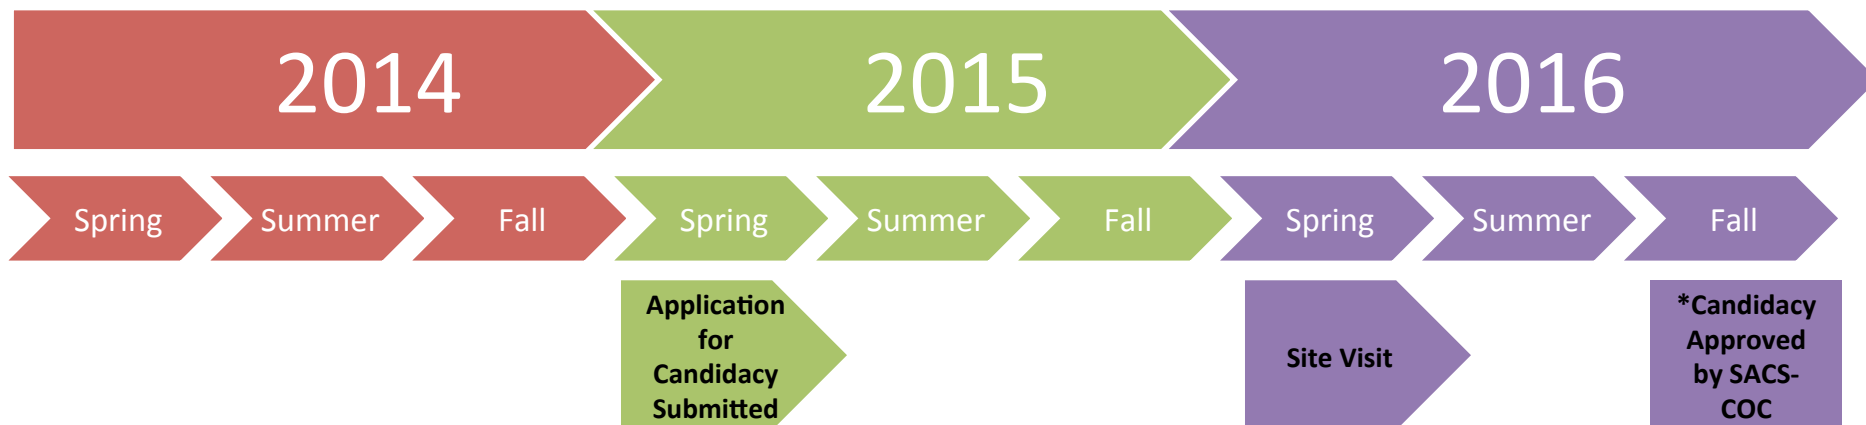 2014 2015 2016
Spring Summer Fall Spring Summer Fall Spring Summer Fall
Application
for
Candidacy
Submitted
Site Visit
*Candidacy
Approved
by SACS-
COC